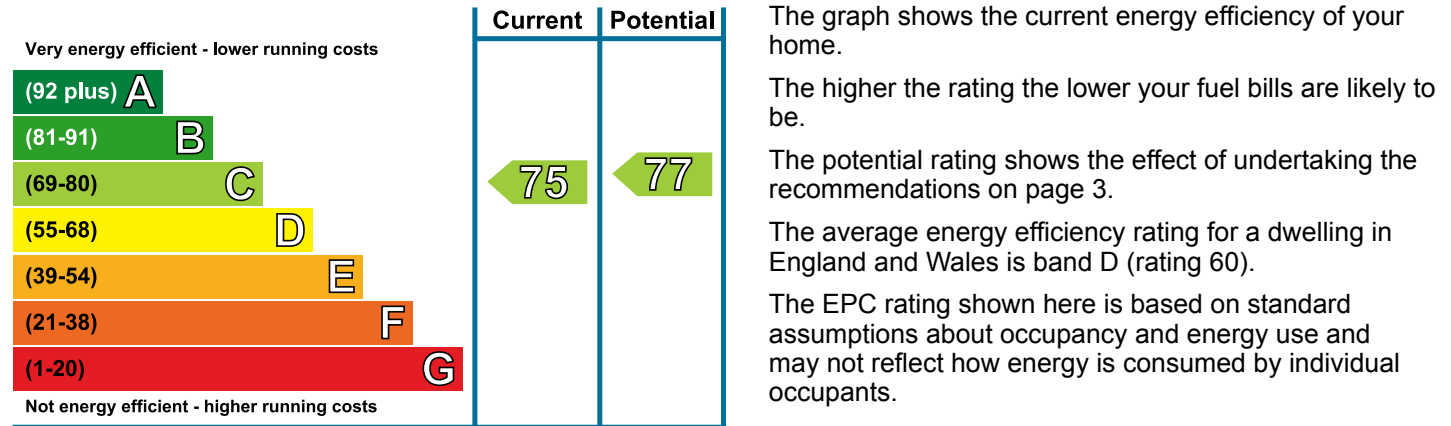 Current Potential
Very energy efficient - lower running costs
(92 plus) A
(81-91) B
(69-80) C
75
77
(55-68) D
(39-54) E
(21-38) F
(1-20) G
Not energy efficient - higher running costs
The graph shows the current energy efficiency of your
home.
The higher the rating the lower your fuel bills are likely to
be.
The potential rating shows the effect of undertaking the
recommendations on page 3.
The average energy efficiency rating for a dwelling in
England and Wales is band D (rating 60).
The EPC rating shown here is based on standard
assumptions about occupancy and energy use and
may not reflect how energy is consumed by individual
occupants.